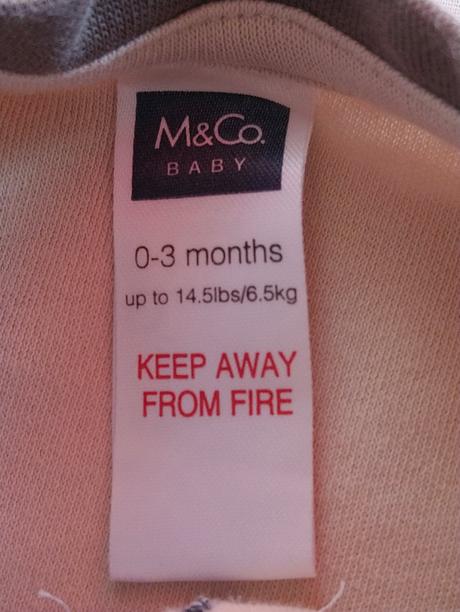 M&Co.
BABY
0-3 months
up to 14.5lbs/6.5kg
KEEP AWAY
FROM FIRE